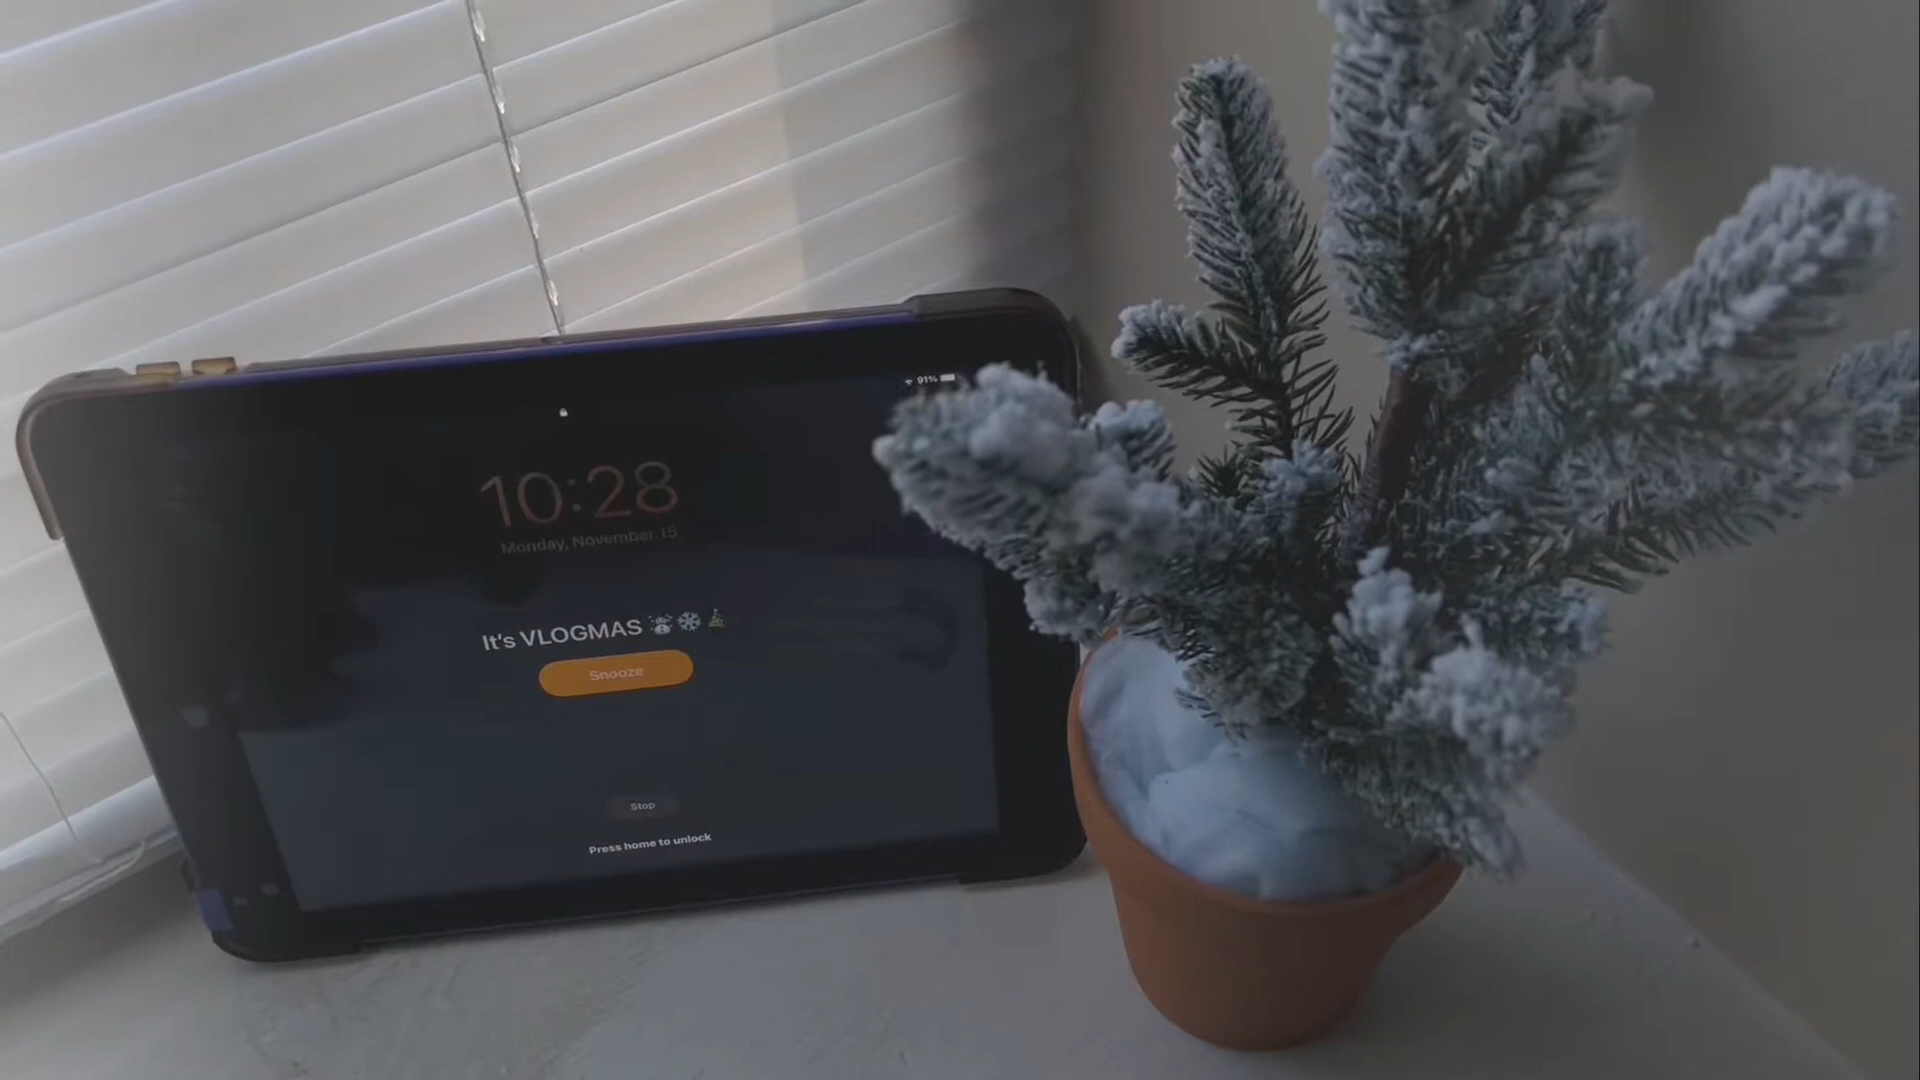 91%
10:28
Monday, November 15
It's VLOGMAS ☃️❄️🎄
Snooze
Stop
Press home to unlock